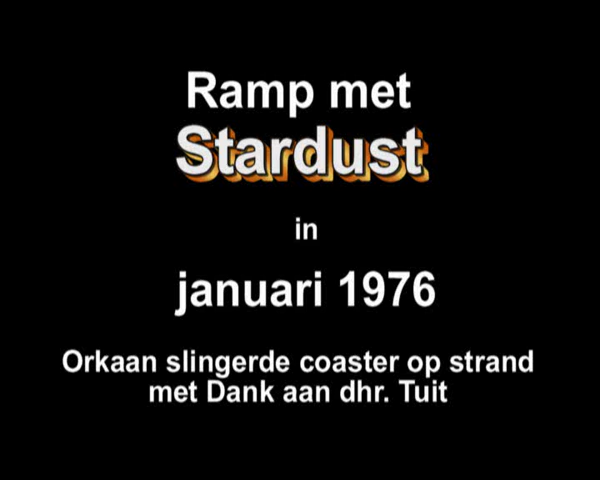 Ramp met
Stardust
in
januari 1976
Orkaan slingerde coaster op strand
met Dank aan dhr. Tuit